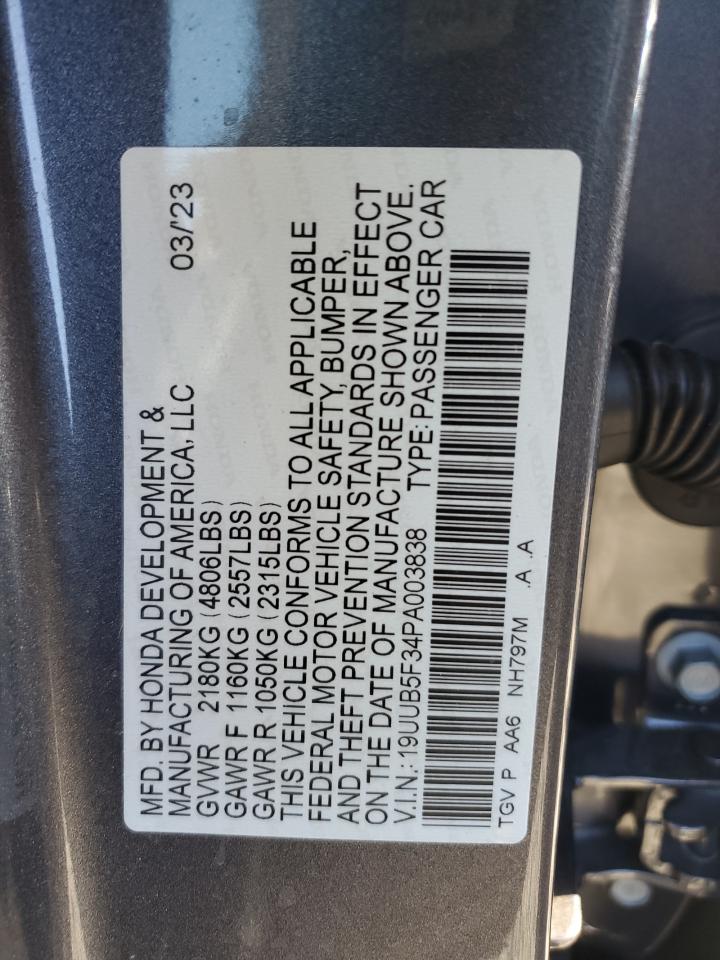 MFD. BY HONDA DEVELOPMENT &
MANUFACTURING OF AMERICA, LLC 03/'23
GVWR 2180KG (4806LBS)
GAWR F 1160KG (2557LBS)
GAWR R 1050KG (2315LBS)
THIS VEHICLE CONFORMS TO ALL APPLICABLE
FEDERAL MOTOR VEHICLE SAFETY, BUMPER,
AND THEFT PREVENTION STANDARDS IN EFFECT
ON THE DATE OF MANUFACTURE SHOWN ABOVE.
V.I.N.: 19UUB5F34PA003838 TYPE: PASSENGER CAR
TGV P AA6 NH797M .A .A